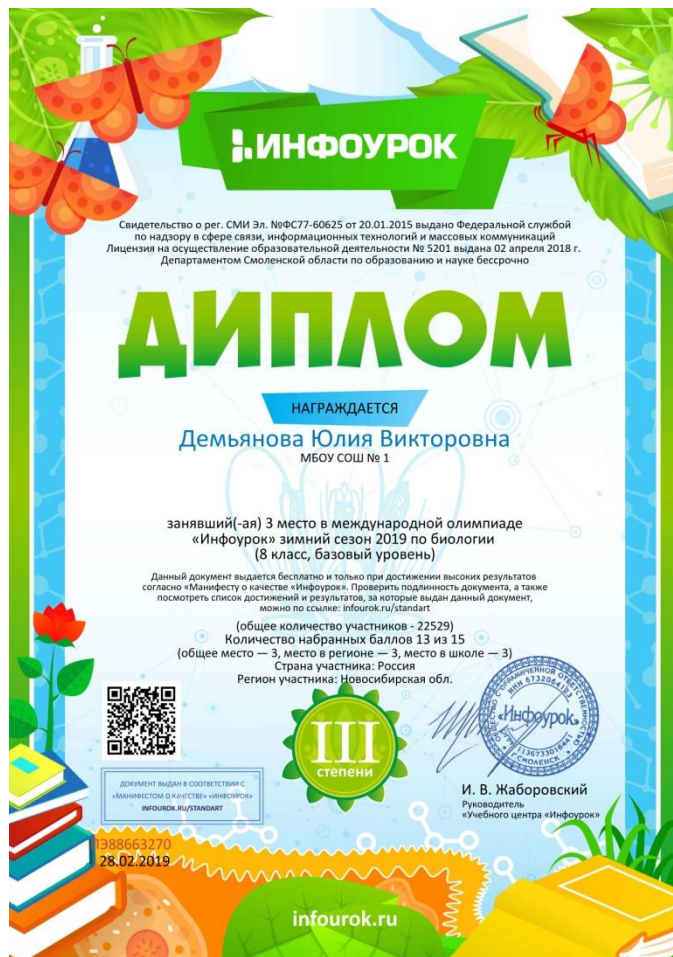 ИНФОУРОК
Свидетельство о рег. СМИ Эл. №ФС77-60625 от 20.01.2015 выдано Федеральной службой
по надзору в сфере связи, информационных технологий и массовых коммуникаций
Лицензия на осуществление образовательной деятельности № 5201 выдана 02 апреля 2018 г.
Департаментом Смоленской области по образованию и науке бессрочно
ДИПЛОМ
НАГРАЖДАЕТСЯ
Демьянова Юлия Викторовна
МБОУ СОШ № 1
занявший(-ая) 3 место в международной олимпиаде
«Инфоурок» зимний сезон 2019 по биологии
(8 класс, базовый уровень)
Данный документ выдается бесплатно и только при достижении высоких результатов
согласно «Манифесту о качестве «Инфоурок». Проверить подлинность документа, а также
посмотреть список достижений и результатов, за которые выдан данный документ,
можно по ссылке: infourok.ru/standart
(общее количество участников - 22529)
Количество набранных баллов 13 из 15
(общее место — 3, место в регионе — 3, место в школе — 3)
Страна участника: Россия
Регион участника: Новосибирская обл.
III
степени
ОБЩЕСТВО С ОГРАНИЧЕННОЙ ОТВЕТСТВЕННОСТЬЮ
«Инфоурок»
Г. СМОЛЕНСК
И. В. Жаборовский
Руководитель
«Учебного центра «Инфоурок»
ДОКУМЕНТ ВЫДАН В СООТВЕТСТВИИ С
«МАНИФЕСТОМ О КАЧЕСТВЕ» «ИНФОУРОК»
INFOUROK.RU/STANDART
ПЭ88663270
28.02.2019
infourok.ru